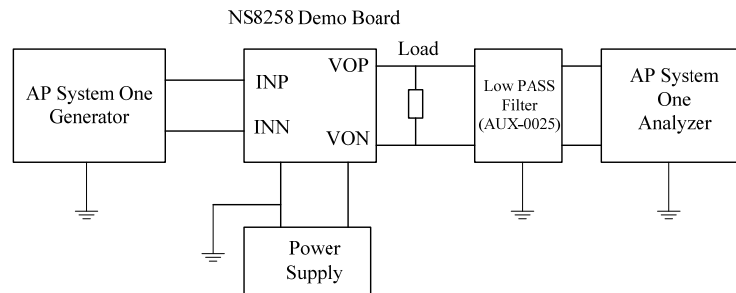 NS8258 Demo Board
AP System One
Generator
INP
INN
VOP
VON
Load
Low PASS
Filter
(AUX-0025)
AP System
One
Analyzer
Power
Supply